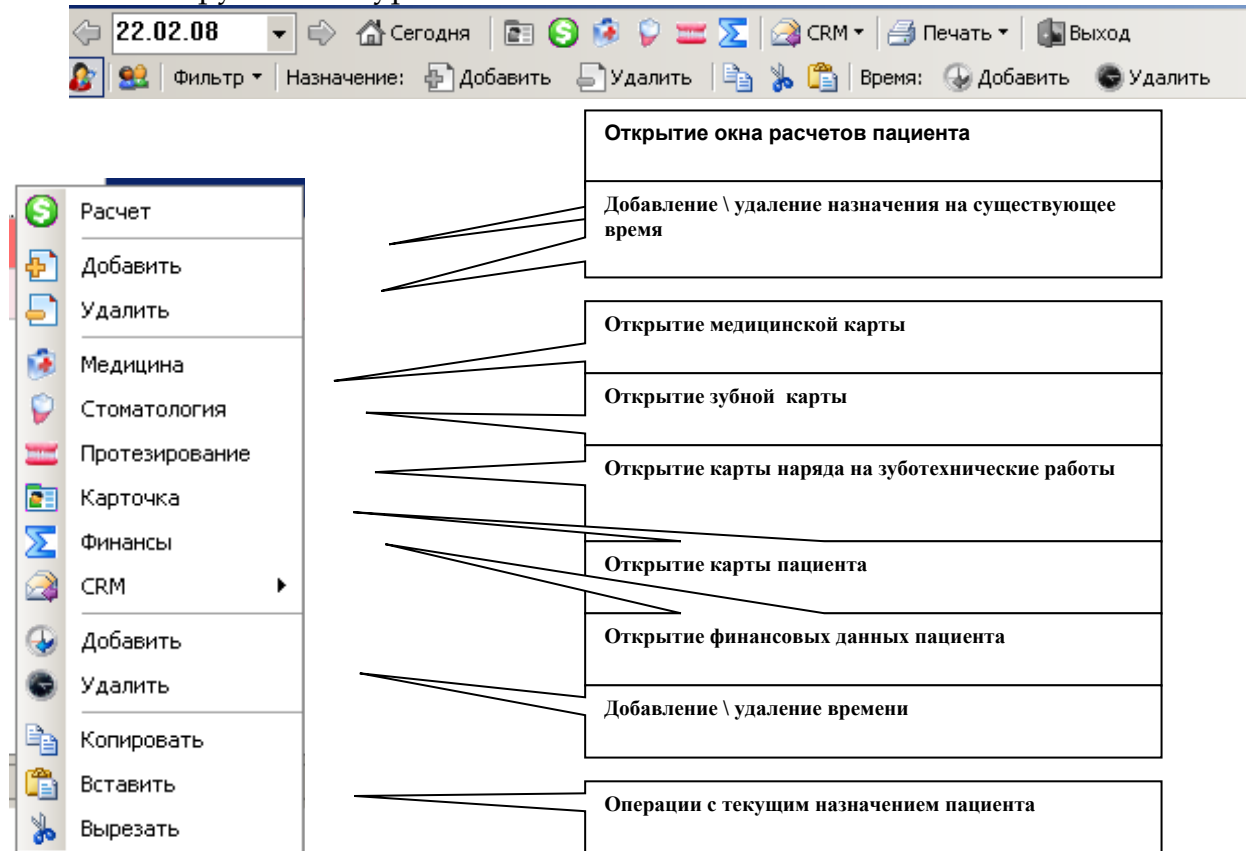 22.02.08 Сегодня CRM Печать Выход
Фильтр Назначение: Добавить Удалить Время: Добавить Удалить
Открытие окна расчетов пациента
Расчет
Добавление \ удаление назначения на существующее
время
Добавить
Удалить
Открытие медицинской карты
Медицина
Открытие зубной карты
Стоматология
Протезирование
Открытие карты наряда на зуботехнические работы
Карточка
Финансы
Открытие карты пациента
CRM
Открытие финансовых данных пациента
Добавить
Удалить
Добавление \ удаление времени
Копировать
Вставить
Операции с текущим назначением пациента
Вырезать